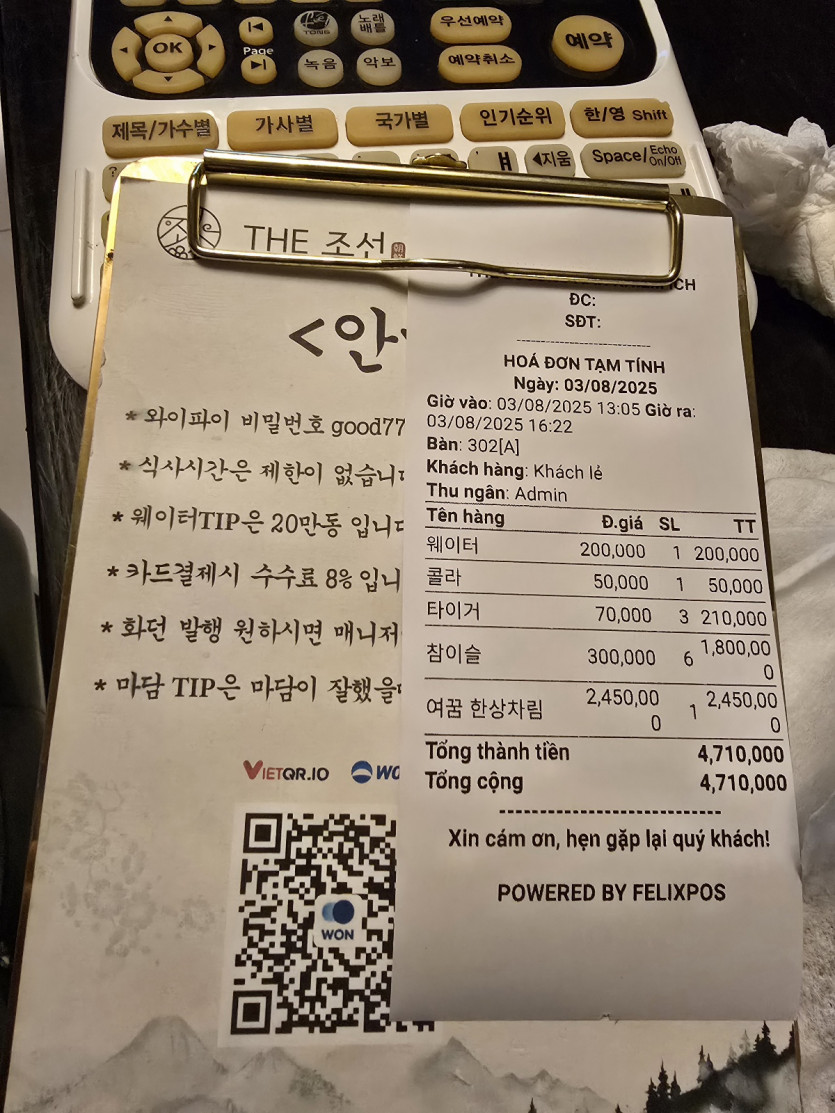 OK
Page
TONG
노래
배틀
녹음
악보
우선예약
예약취소
예약
제목/가수별
가사별
국가별
인기순위
한/영 Shift
ㅐ
◀지움
Space/Echo On/Off
THE 조선
<안
* 와이파이 비밀번호 good77
* 식사시간은 제한이 없습니다
* 웨이터TIP은 20만동 입니다
* 카드결제시 수수료 8% 입니
* 화던 발행 원하시면 매니저
* 마담 TIP은 마담이 잘했을때
VIETQR.IO
WO
WON
ĐC:
SĐT:
HOÁ ĐƠN TẠM TÍNH
Ngày: 03/08/2025
Giờ vào: 03/08/2025 13:05 Giờ ra:
03/08/2025 16:22
Bàn: 302[A]
Khách hàng: Khách lẻ
Thu ngân: Admin
Tên hàng Đ.giá SL TT
웨이터 200,000 1 200,000
콜라 50,000 1 50,000
타이거 70,000 3 210,000
참이슬 300,000 6 1,800,00
0
여꿈 한상차림 2,450,00 1 2,450,00
0 0
Tổng thành tiền 4,710,000
Tổng cộng 4,710,000
Xin cám ơn, hẹn gặp lại quý khách!
POWERED BY FELIXPOS